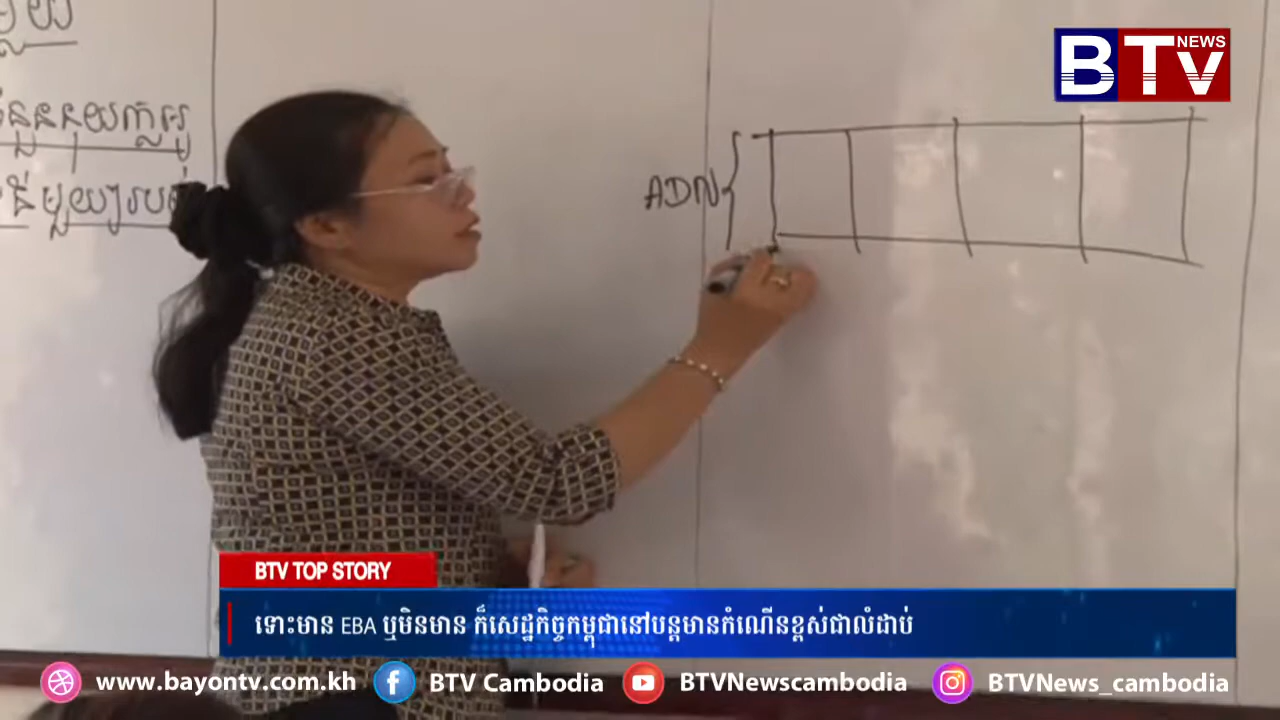 BTV NEWS
ADN
BTV TOP STORY
ទោះមាន EBA ឬមិនមាន ក៏សេដ្ឋកិច្ចកម្ពុជានៅបន្តមានកំណើនខ្ពស់ជាលំដាប់
www.bayontv.com.kh
BTV Cambodia
BTVNewscambodia
BTVNews_cambodia